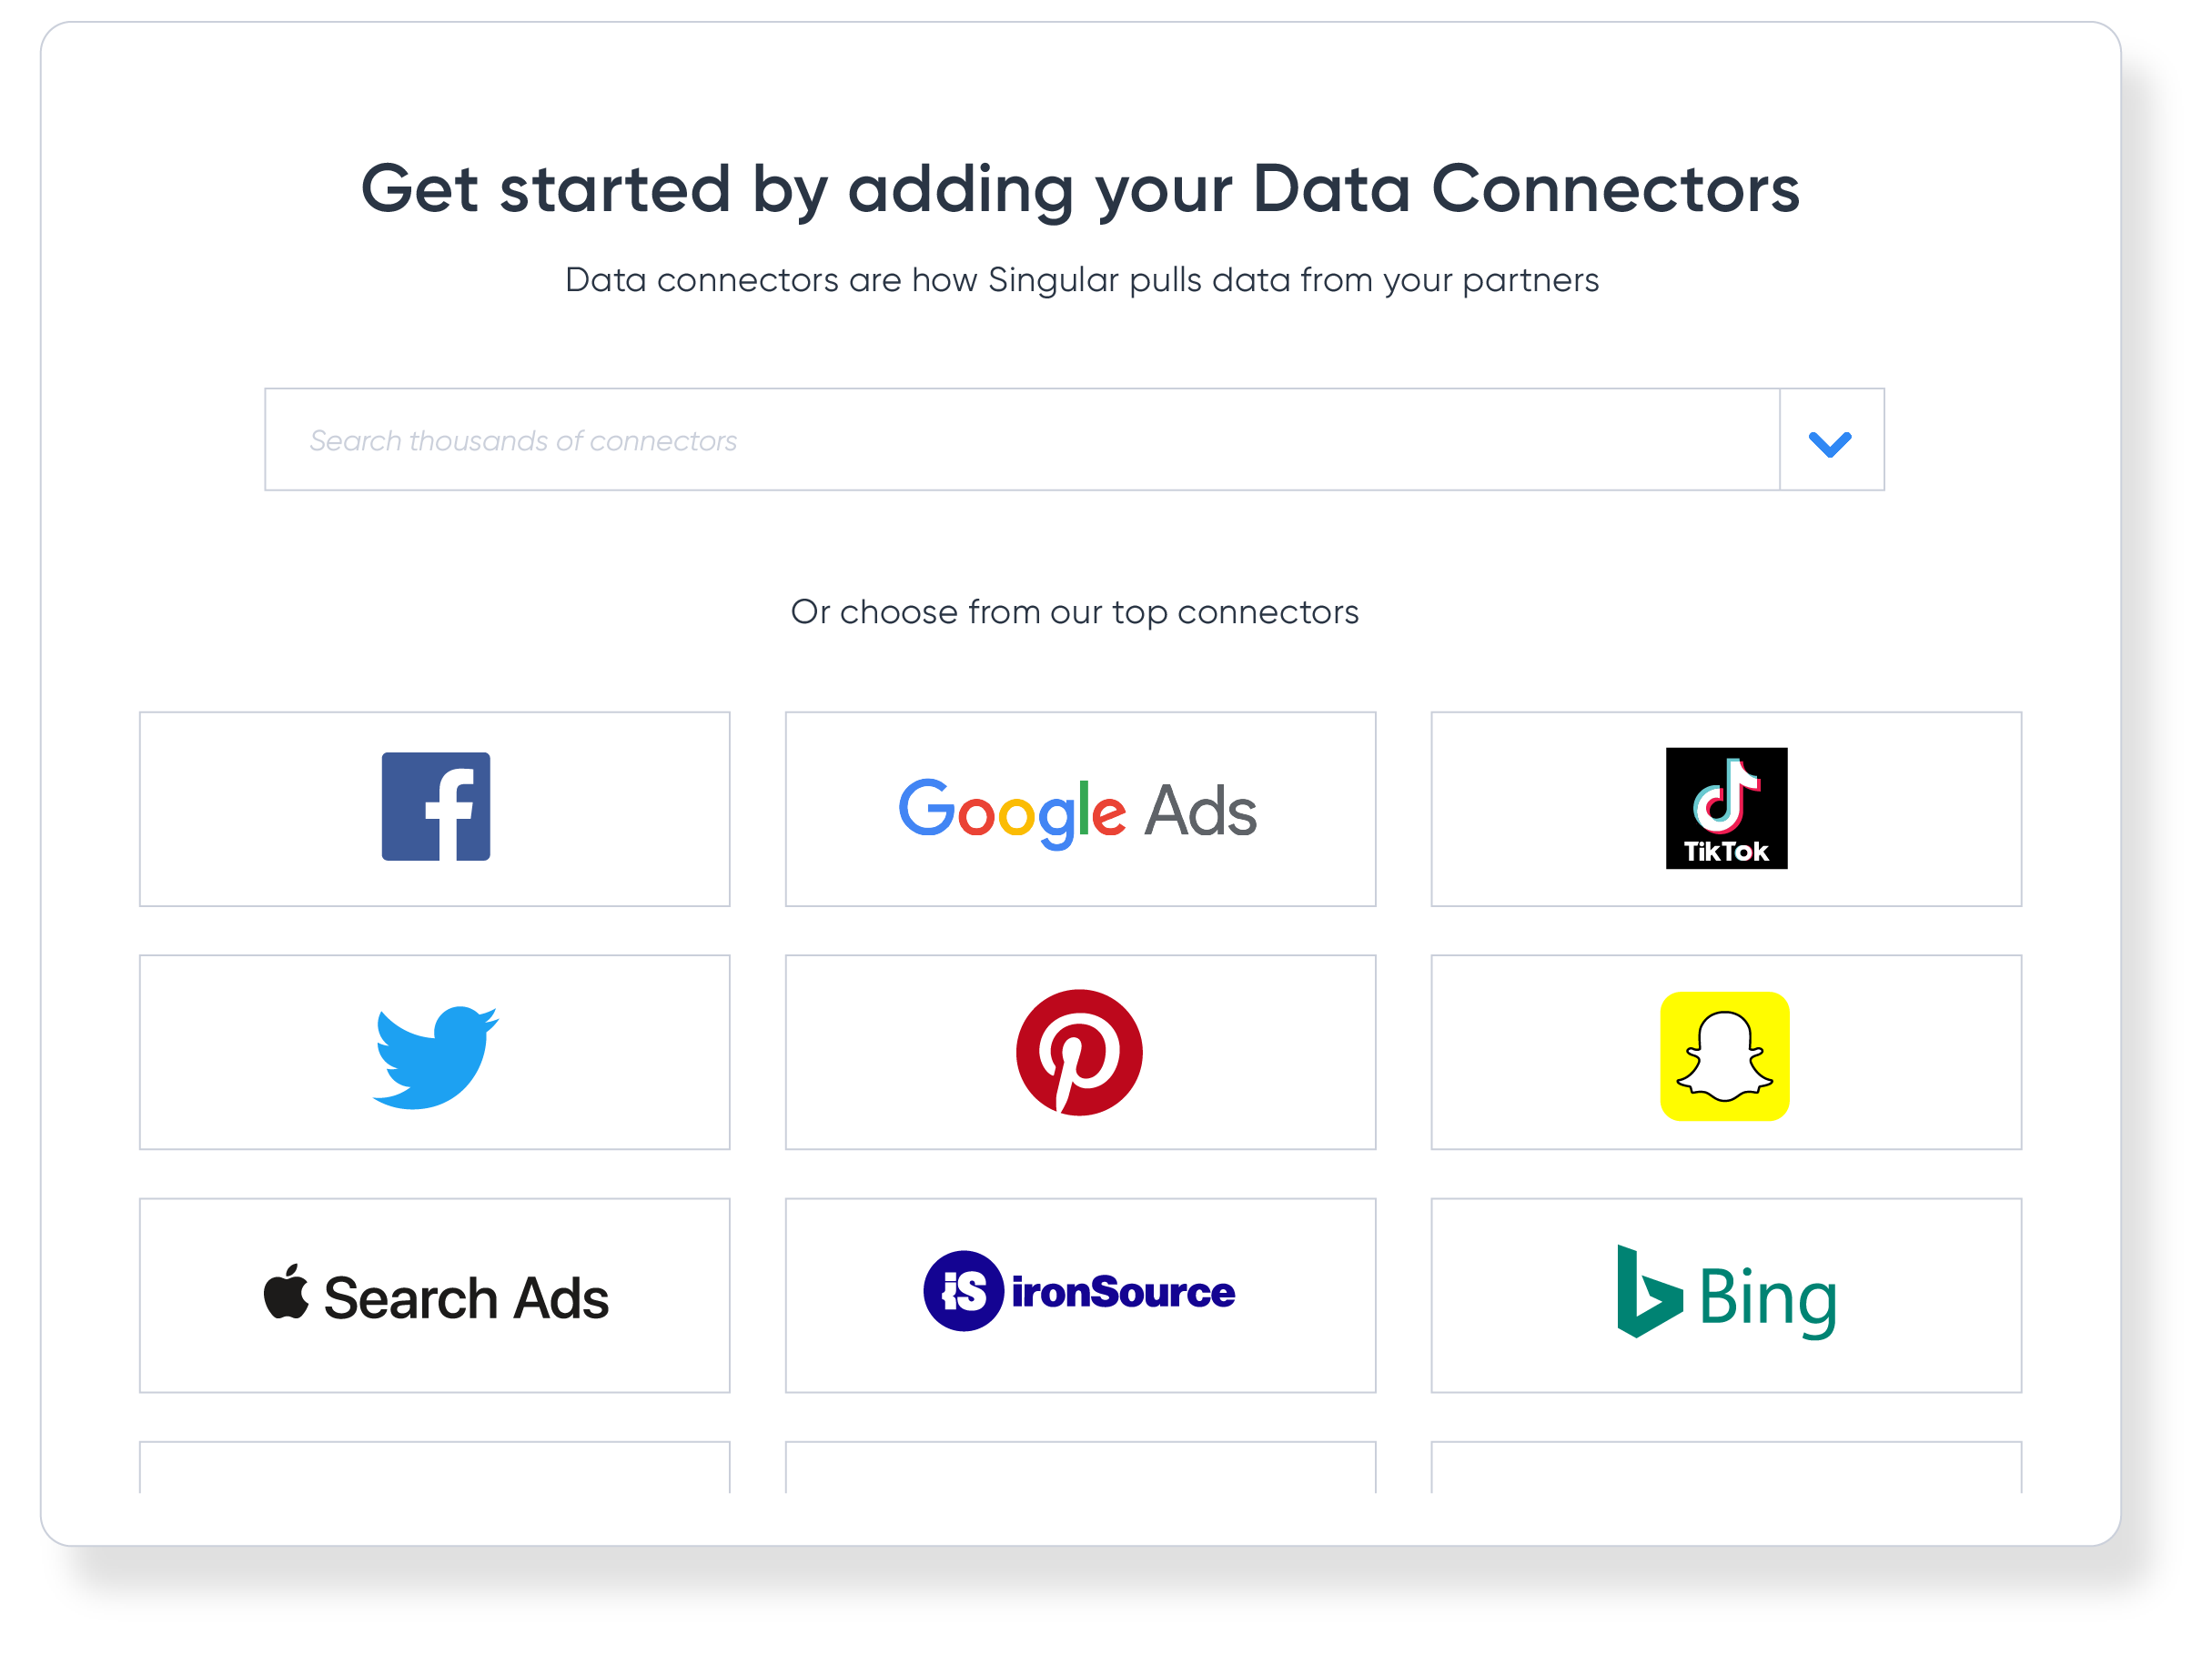 Get started by adding your Data Connectors
Data connectors are how Singular pulls data from your partners
Search thousands of connectors
Or choose from our top connectors
f
Google Ads
TikTok
Search Ads
iS ironSource
Bing